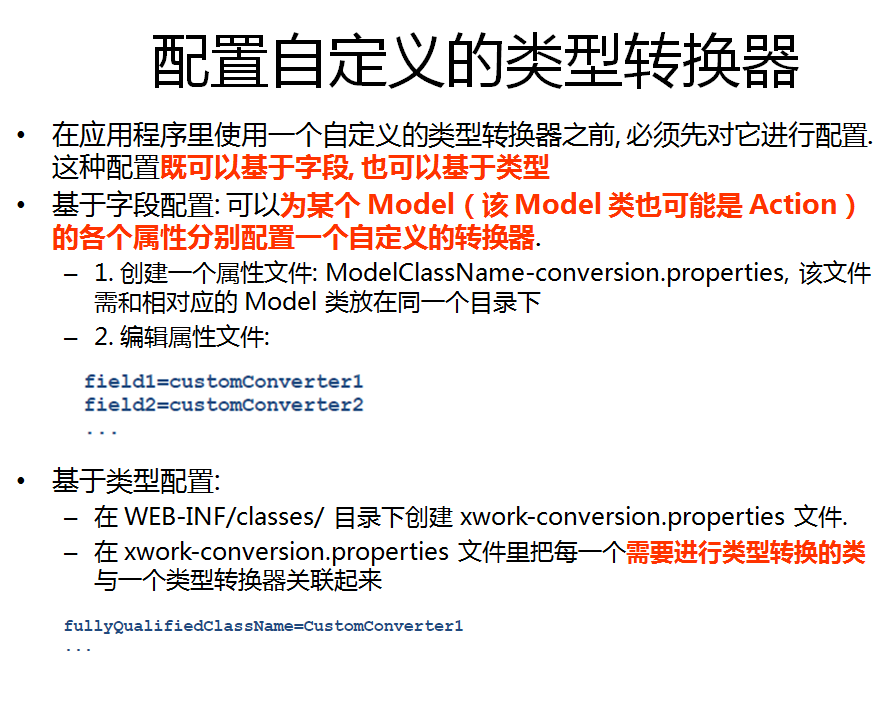 配置自定义的类型转换器
• 在应用程序里使用一个自定义的类型转换器之前, 必须先对它进行配置.
这种配置既可以基于字段, 也可以基于类型
• 基于字段配置: 可以为某个 Model（该 Model 类也可能是 Action）
的各个属性分别配置一个自定义的转换器.
– 1. 创建一个属性文件: ModelClassName-conversion.properties, 该文件
需和相对应的 Model 类放在同一个目录下
– 2. 编辑属性文件:
field1=customConverter1
field2=customConverter2
...
• 基于类型配置:
– 在 WEB-INF/classes/ 目录下创建 xwork-conversion.properties 文件.
– 在 xwork-conversion.properties 文件里把每一个需要进行类型转换的类
与一个类型转换器关联起来
fullyQualifiedClassName=CustomConverter1
...